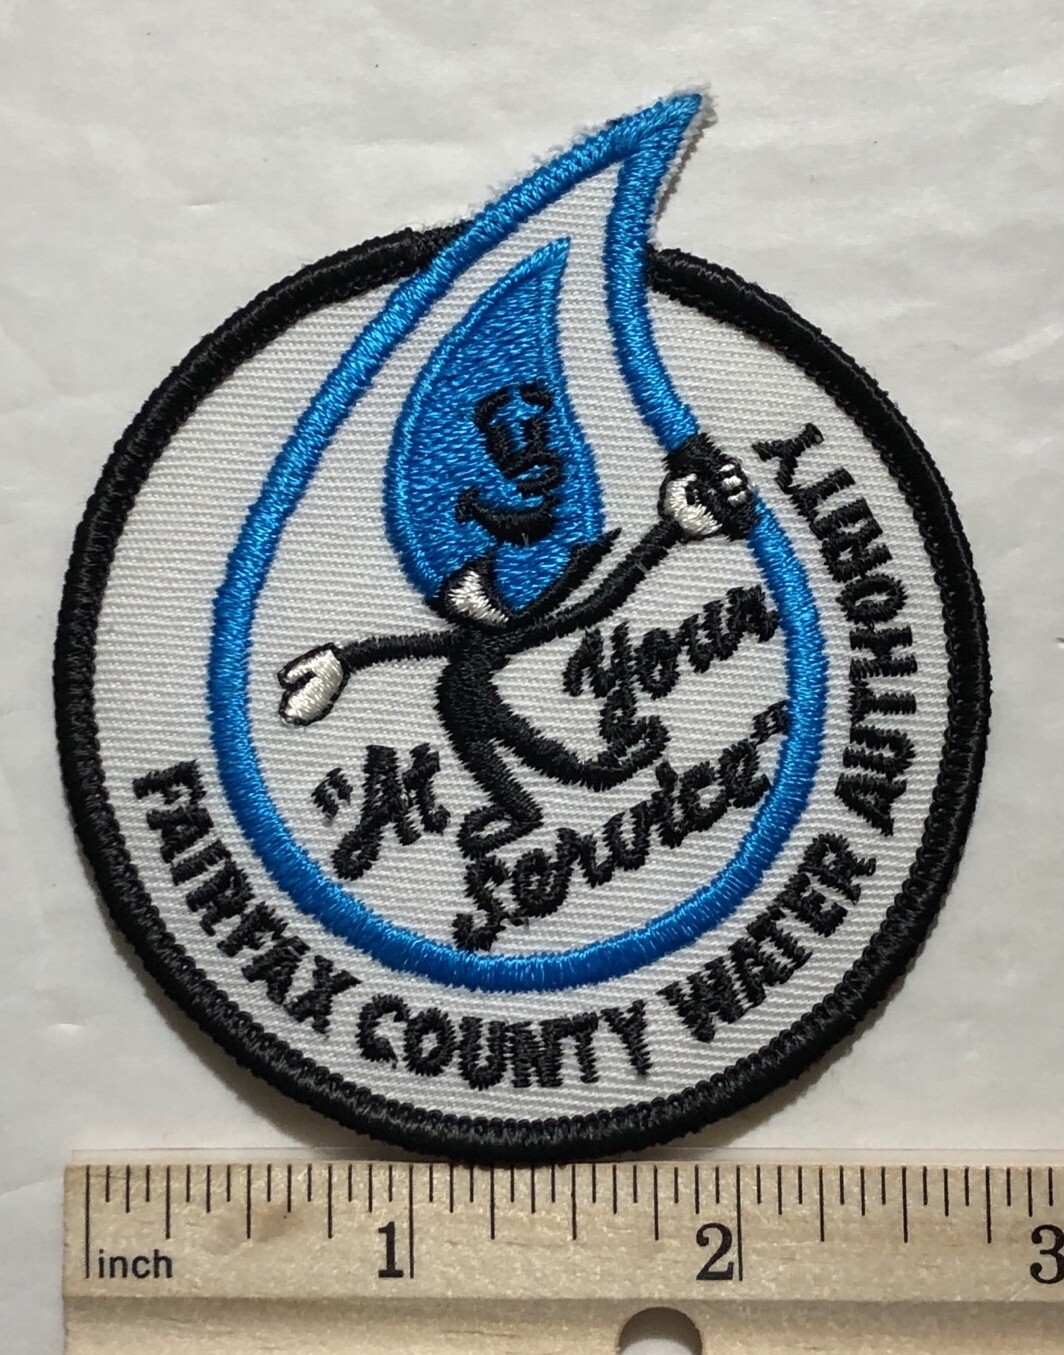 "At Your
Service"
FAIRFAX COUNTY WATER AUTHORITY
inch 1 2 3